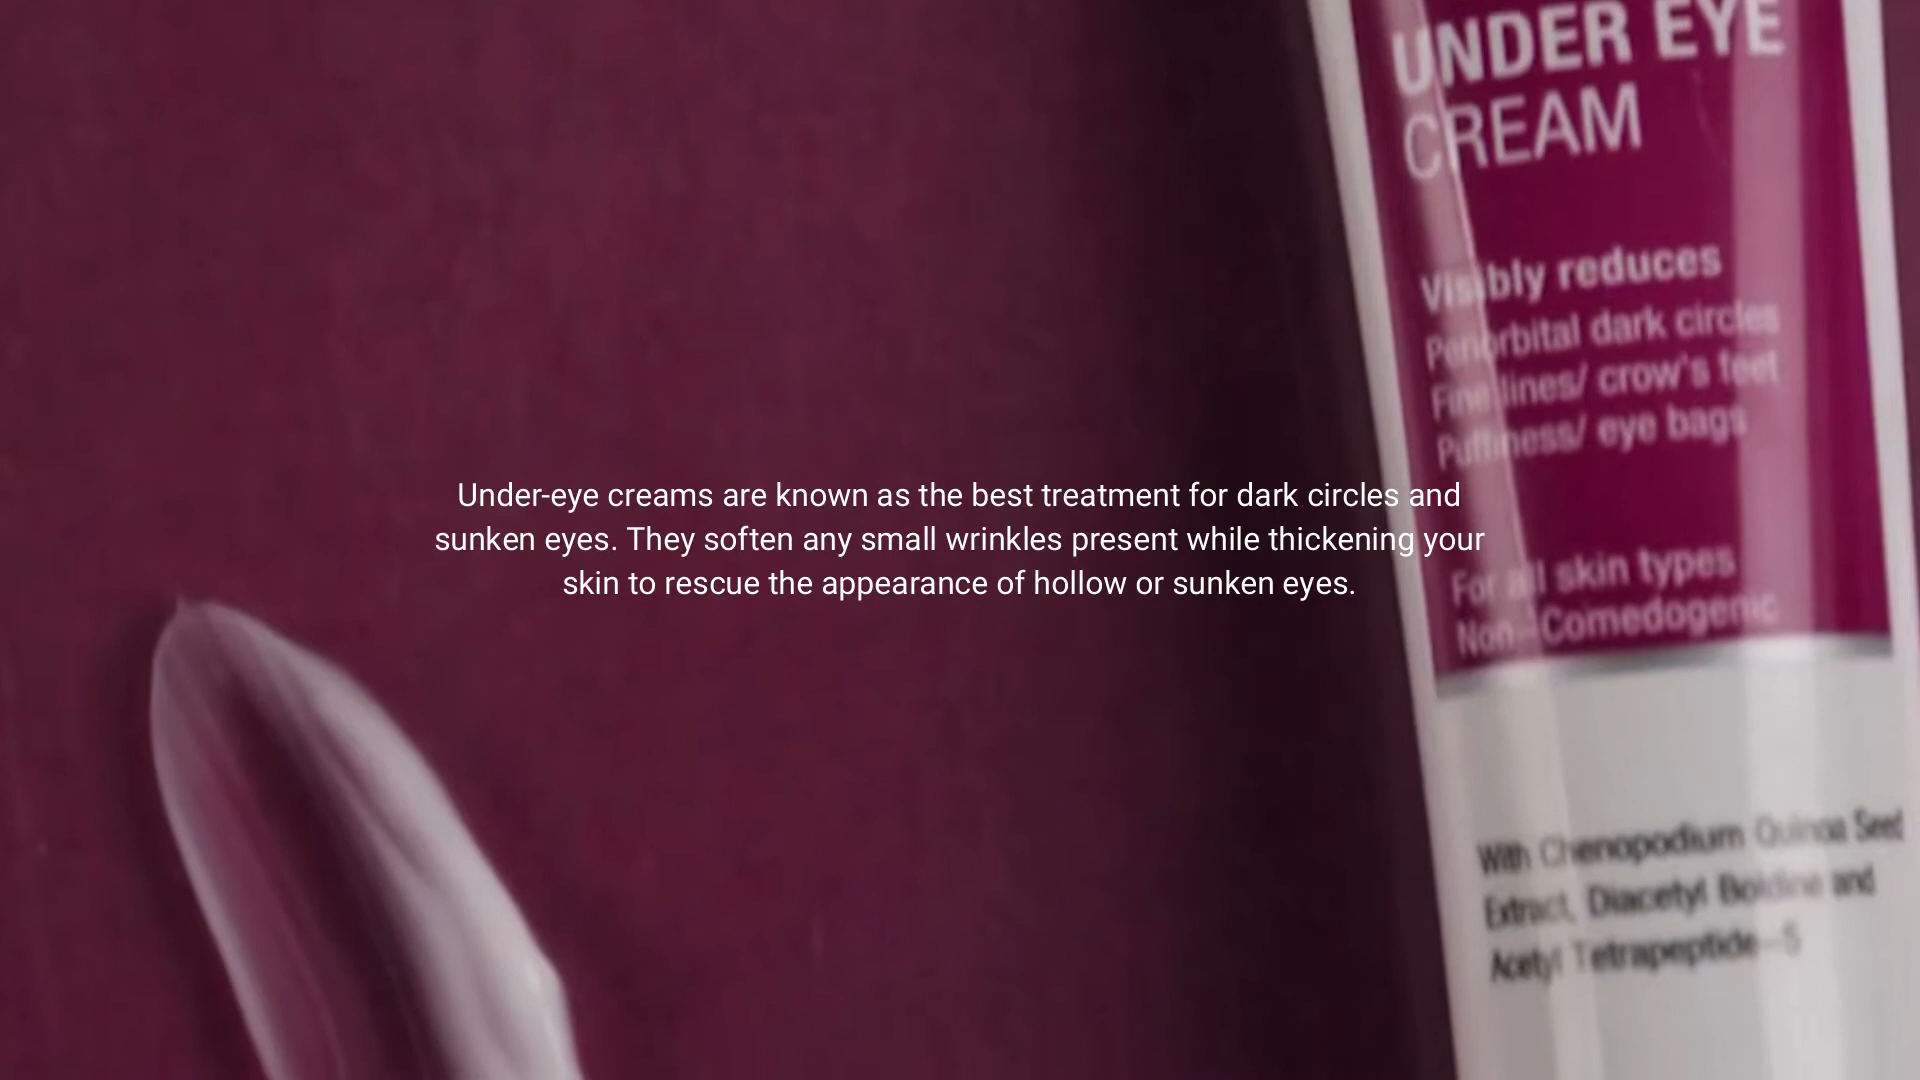 UNDER EYE
CREAM
Visibly reduces
Periorbital dark circles
Fine lines/ crow's feet
Puffiness/ eye bags
Under-eye creams are known as the best treatment for dark circles and
sunken eyes. They soften any small wrinkles present while thickening your
skin to rescue the appearance of hollow or sunken eyes.
For all skin types
Non-Comedogenic
With Chenopodium Quinoa Seed
Extract, Diacetyl Boldine and
Acetyl Tetrapeptide-5